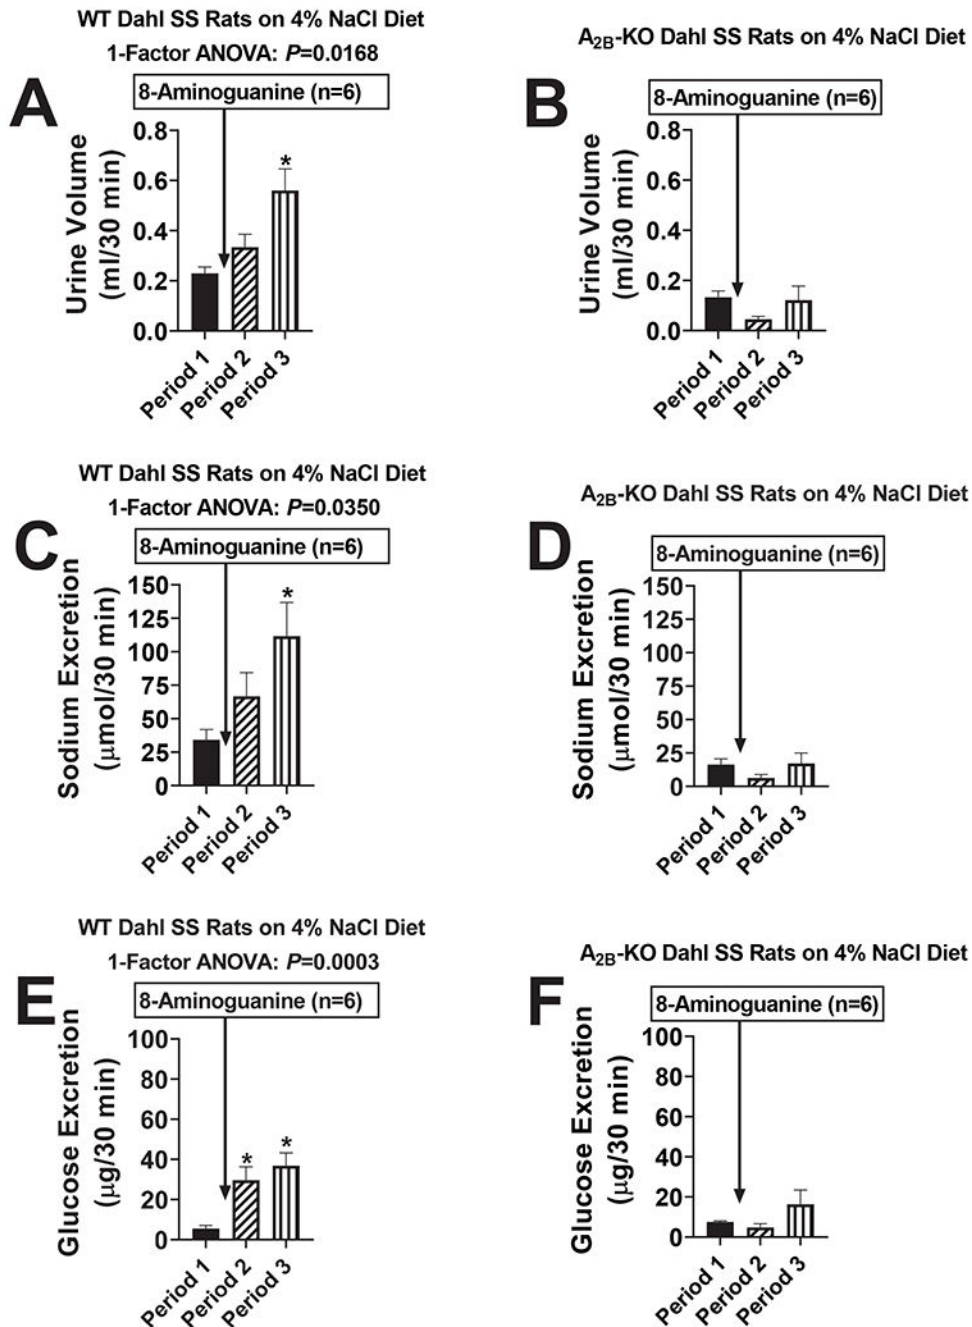 WT Dahl SS Rats on 4% NaCl Diet
1-Factor ANOVA: P=0.0168
A
8-Aminoguanine (n=6)
Urine Volume
(ml/30 min)
0.8
0.6
0.4
0.2
0.0
*
Period 1
Period 2
Period 3
A2B-KO Dahl SS Rats on 4% NaCl Diet
B
8-Aminoguanine (n=6)
Urine Volume
(ml/30 min)
0.8
0.6
0.4
0.2
0.0
Period 1
Period 2
Period 3
WT Dahl SS Rats on 4% NaCl Diet
1-Factor ANOVA: P=0.0350
C
8-Aminoguanine (n=6)
Sodium Excretion
(μmol/30 min)
150
125
100
75
50
25
0
*
Period 1
Period 2
Period 3
A2B-KO Dahl SS Rats on 4% NaCl Diet
D
8-Aminoguanine (n=6)
Sodium Excretion
(μmol/30 min)
150
125
100
75
50
25
0
Period 1
Period 2
Period 3
WT Dahl SS Rats on 4% NaCl Diet
1-Factor ANOVA: P=0.0003
E
8-Aminoguanine (n=6)
Glucose Excretion
(μg/30 min)
100
80
60
40
20
0
*
*
Period 1
Period 2
Period 3
A2B-KO Dahl SS Rats on 4% NaCl Diet
F
8-Aminoguanine (n=6)
Glucose Excretion
(μg/30 min)
100
80
60
40
20
0
Period 1
Period 2
Period 3